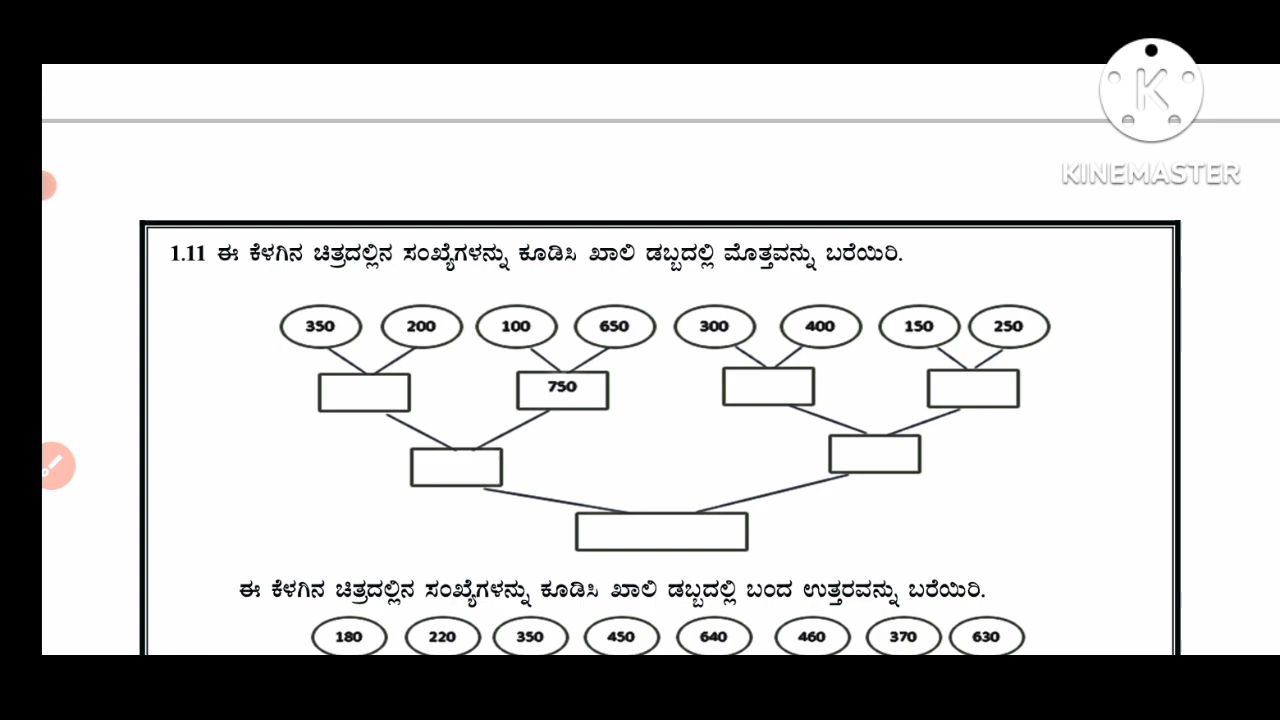 K
KINEMASTER
1.11 ಈ ಕೆಳಗಿನ ಚಿತ್ರದಲ್ಲಿನ ಸಂಖ್ಯೆಗಳನ್ನು ಕೂಡಿಸಿ ಖಾಲಿ ಡಬ್ಬದಲ್ಲಿ ಮೊತ್ತವನ್ನು ಬರೆಯಿರಿ.
350 200 100 650 300 400 150 250
750
ಈ ಕೆಳಗಿನ ಚಿತ್ರದಲ್ಲಿನ ಸಂಖ್ಯೆಗಳನ್ನು ಕೂಡಿಸಿ ಖಾಲಿ ಡಬ್ಬದಲ್ಲಿ ಬಂದ ಉತ್ತರವನ್ನು ಬರೆಯಿರಿ.
180 220 350 450 640 460 370 630